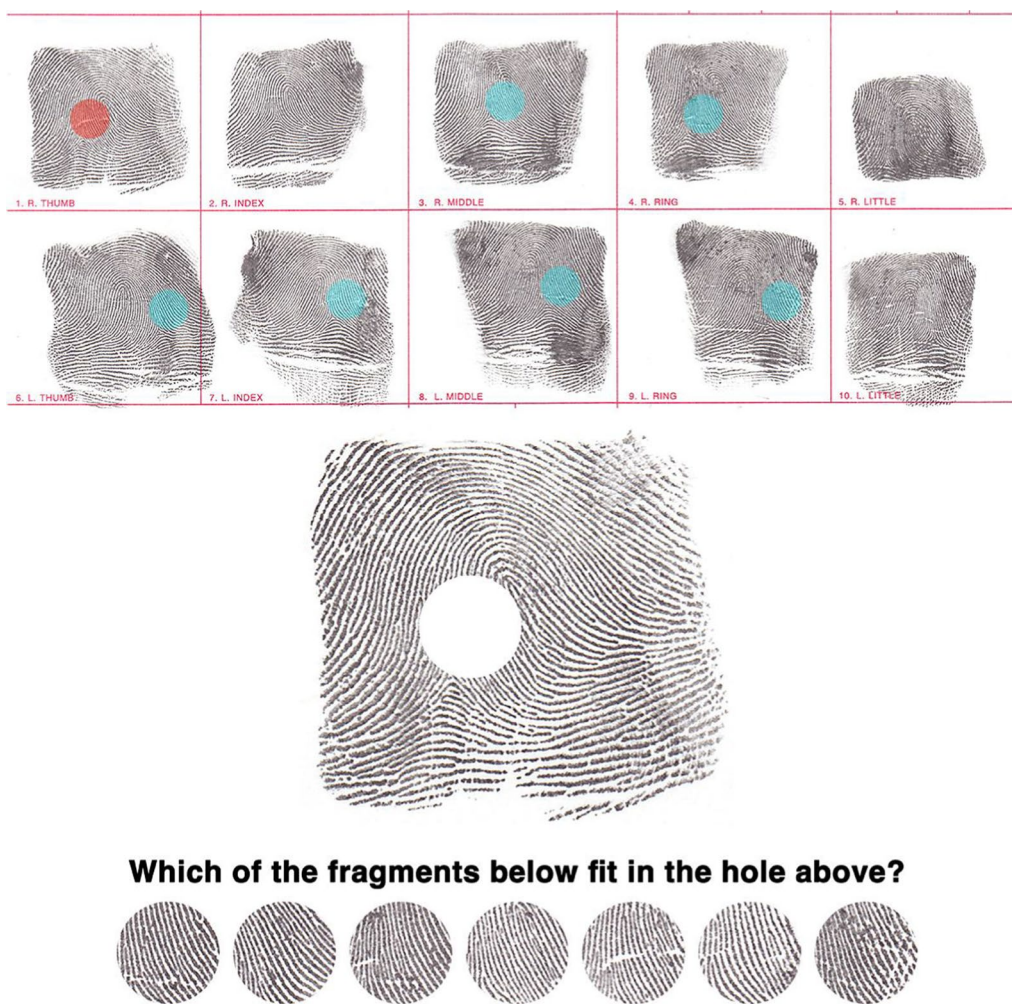 1. R. THUMB
2. R. INDEX
3. R. MIDDLE
4. R. RING
5. R. LITTLE
6. L. THUMB
7. L. INDEX
8. L. MIDDLE
9. L. RING
10. L. LITTLE
Which of the fragments below fit in the hole above?